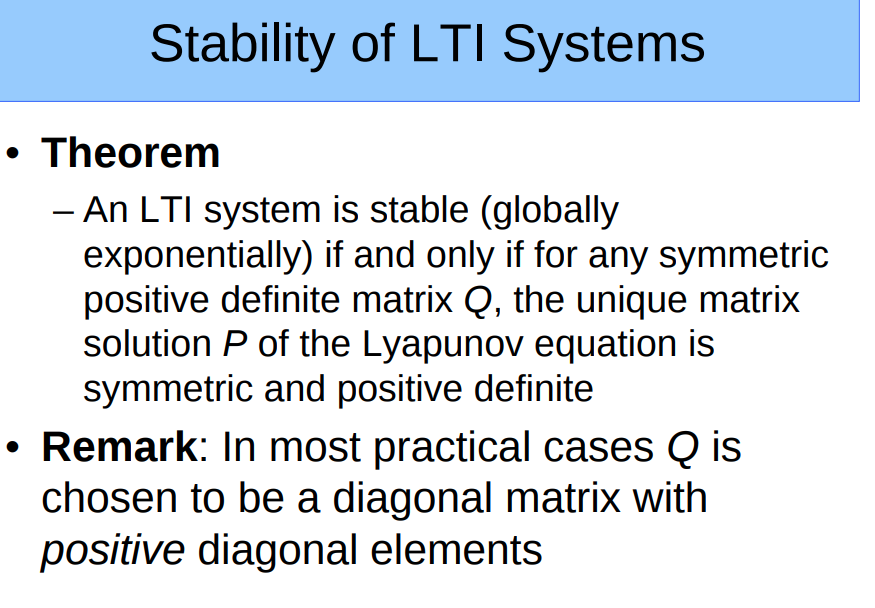 Stability of LTI Systems
• Theorem
– An LTI system is stable (globally
exponentially) if and only if for any symmetric
positive definite matrix Q, the unique matrix
solution P of the Lyapunov equation is
symmetric and positive definite
• Remark: In most practical cases Q is
chosen to be a diagonal matrix with
positive diagonal elements